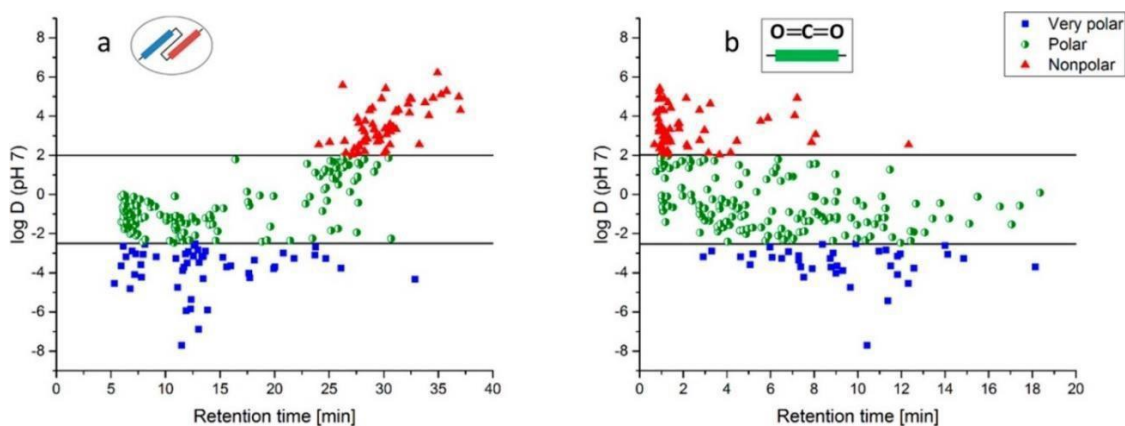 a
8
6
4
2
0
-2
-4
-6
-8
log D (pH 7)
0 5 10 15 20 25 30 35 40
Retention time [min]
b
O=C=O
Very polar
Polar
Nonpolar
8
6
4
2
0
-2
-4
-6
-8
log D (pH 7)
0 2 4 6 8 10 12 14 16 18 20
Retention time [min]